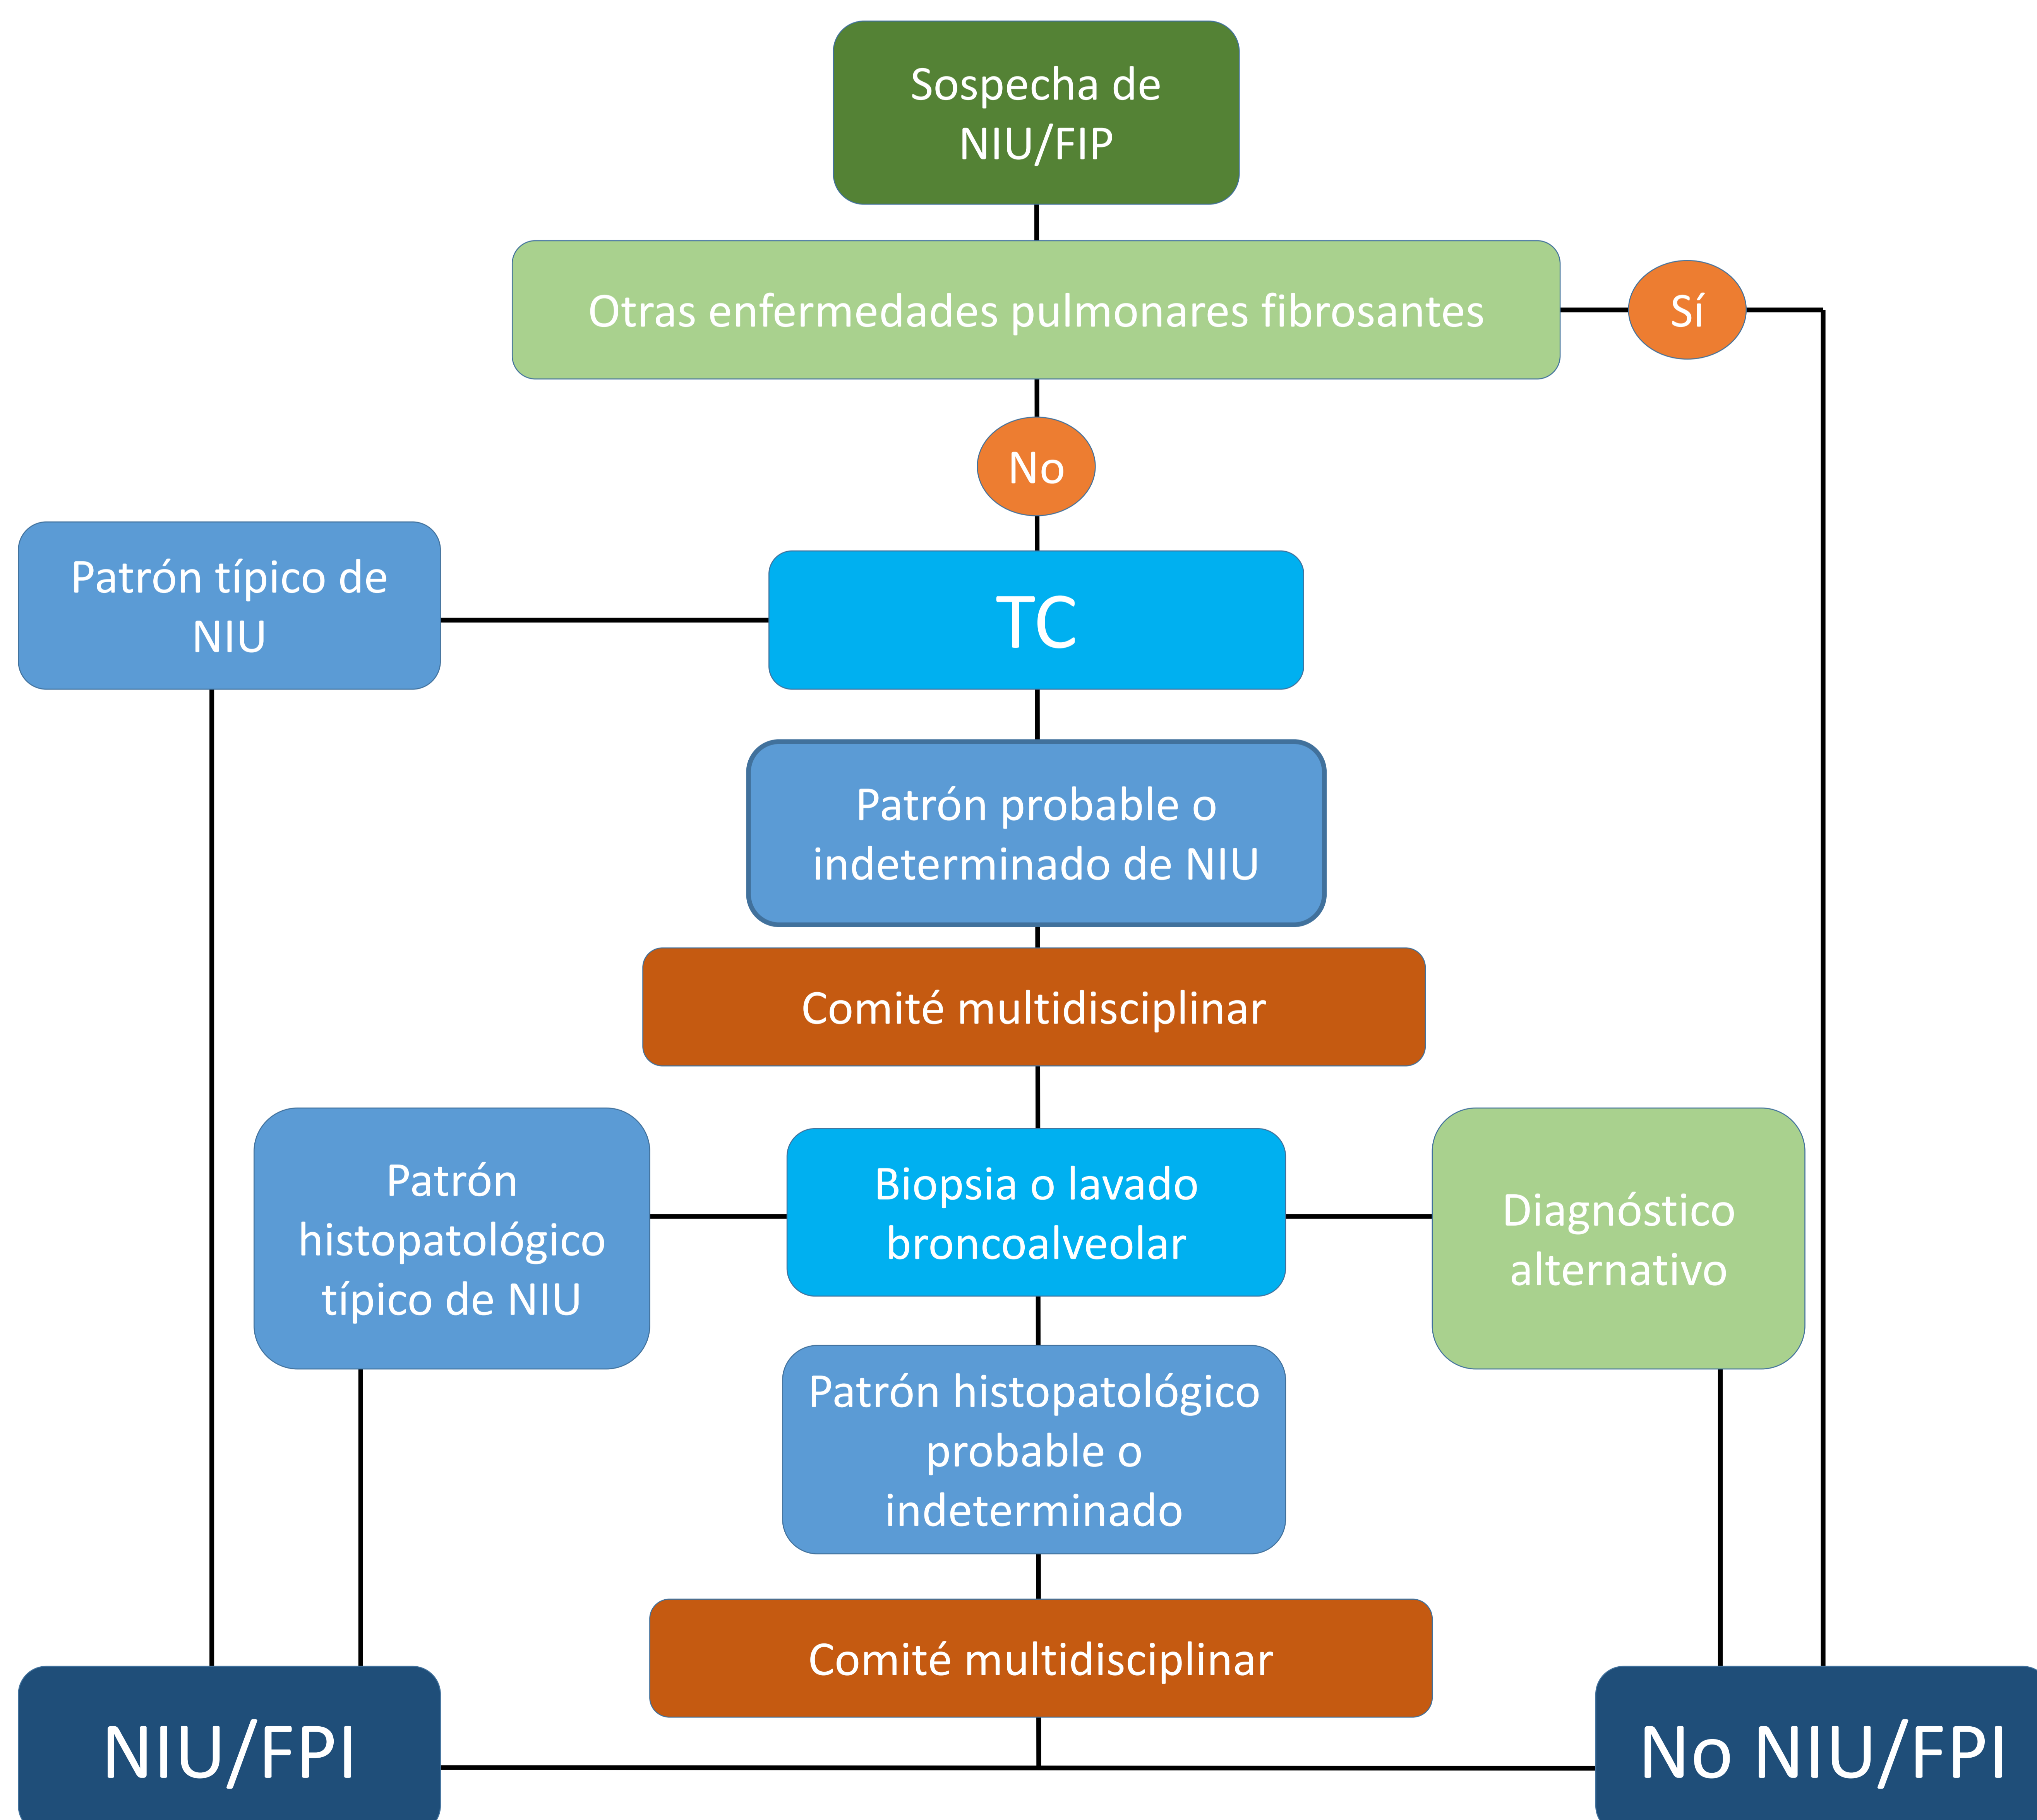 Sospecha de
NIU/FIP
Otras enfermedades pulmonares fibrosantes
Sí
No
Patrón típico de
NIU
TC
Patrón probable o
indeterminado de NIU
Comité multidisciplinar
Patrón
histopatológico
típico de NIU
Biopsia o lavado
broncoalveolar
Diagnóstico
alternativo
Patrón histopatológico
probable o
indeterminado
Comité multidisciplinar
NIU/FPI
No NIU/FPI